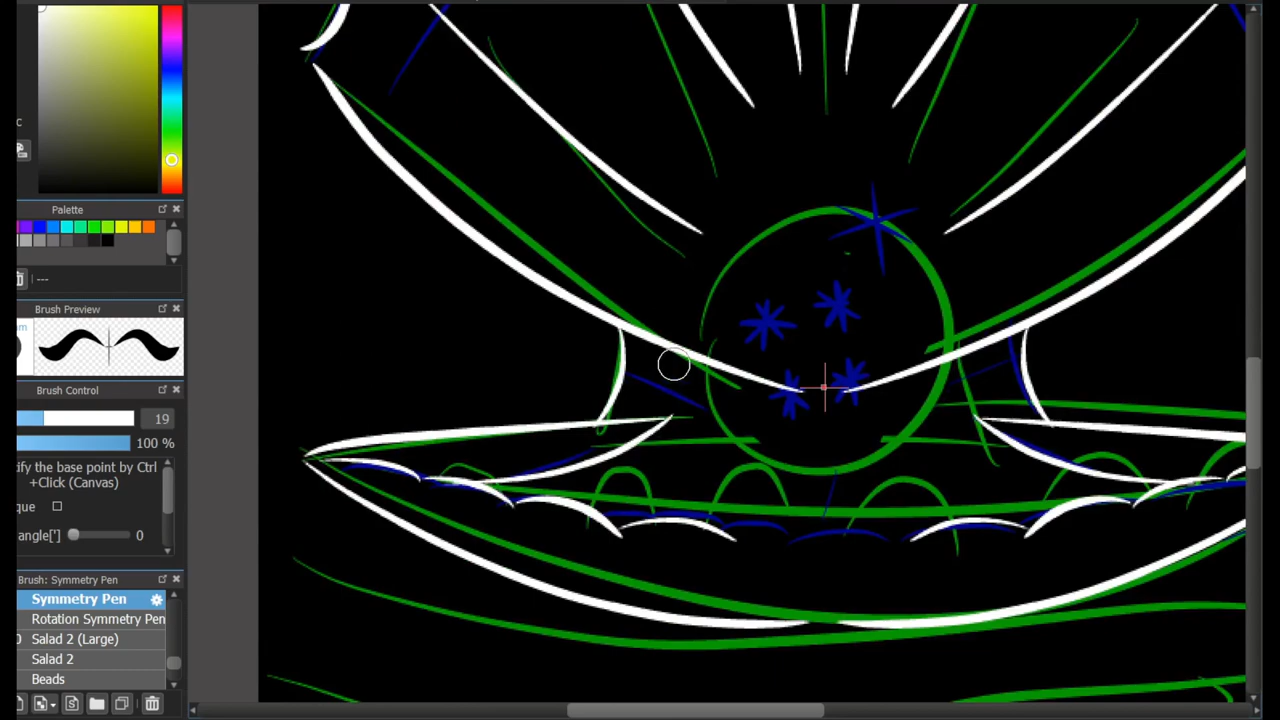 c
Palette
---
Brush Preview
m
Brush Control
19
100 %
ify the base point by Ctrl
+Click (Canvas)
que
angle['] 0
Brush: Symmetry Pen
Symmetry Pen
Rotation Symmetry Pen
0 Salad 2 (Large)
Salad 2
Beads